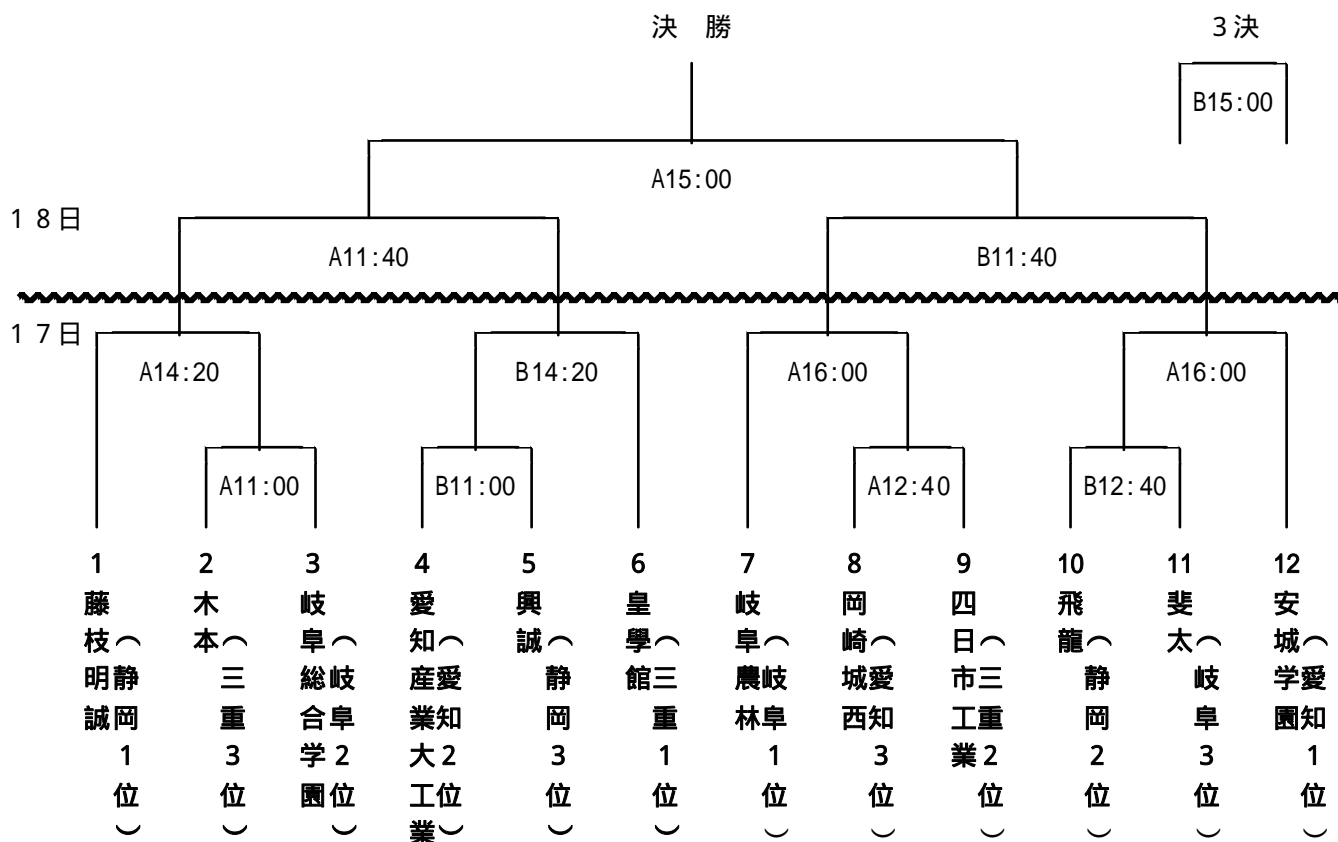 決 勝
3決
B15:00
A15:00
18日
A11:40
B11:40
17日
A14:20
B14:20
A16:00
A16:00
A11:00
B11:00
A12:40
B12:40
1
藤枝明誠
(静岡1位)
2
木本
(三重3位)
3
岐阜総合学園
(岐阜2位)
4
愛知産業大工業
(愛知2位)
5
興誠
(静岡3位)
6
皇學館
(三重1位)
7
岐阜農林
(岐阜1位)
8
岡崎城西
(愛知3位)
9
四日市工業
(三重2位)
10
飛龍
(静岡2位)
11
斐太
(岐阜3位)
12
安城学園
(愛知1位)